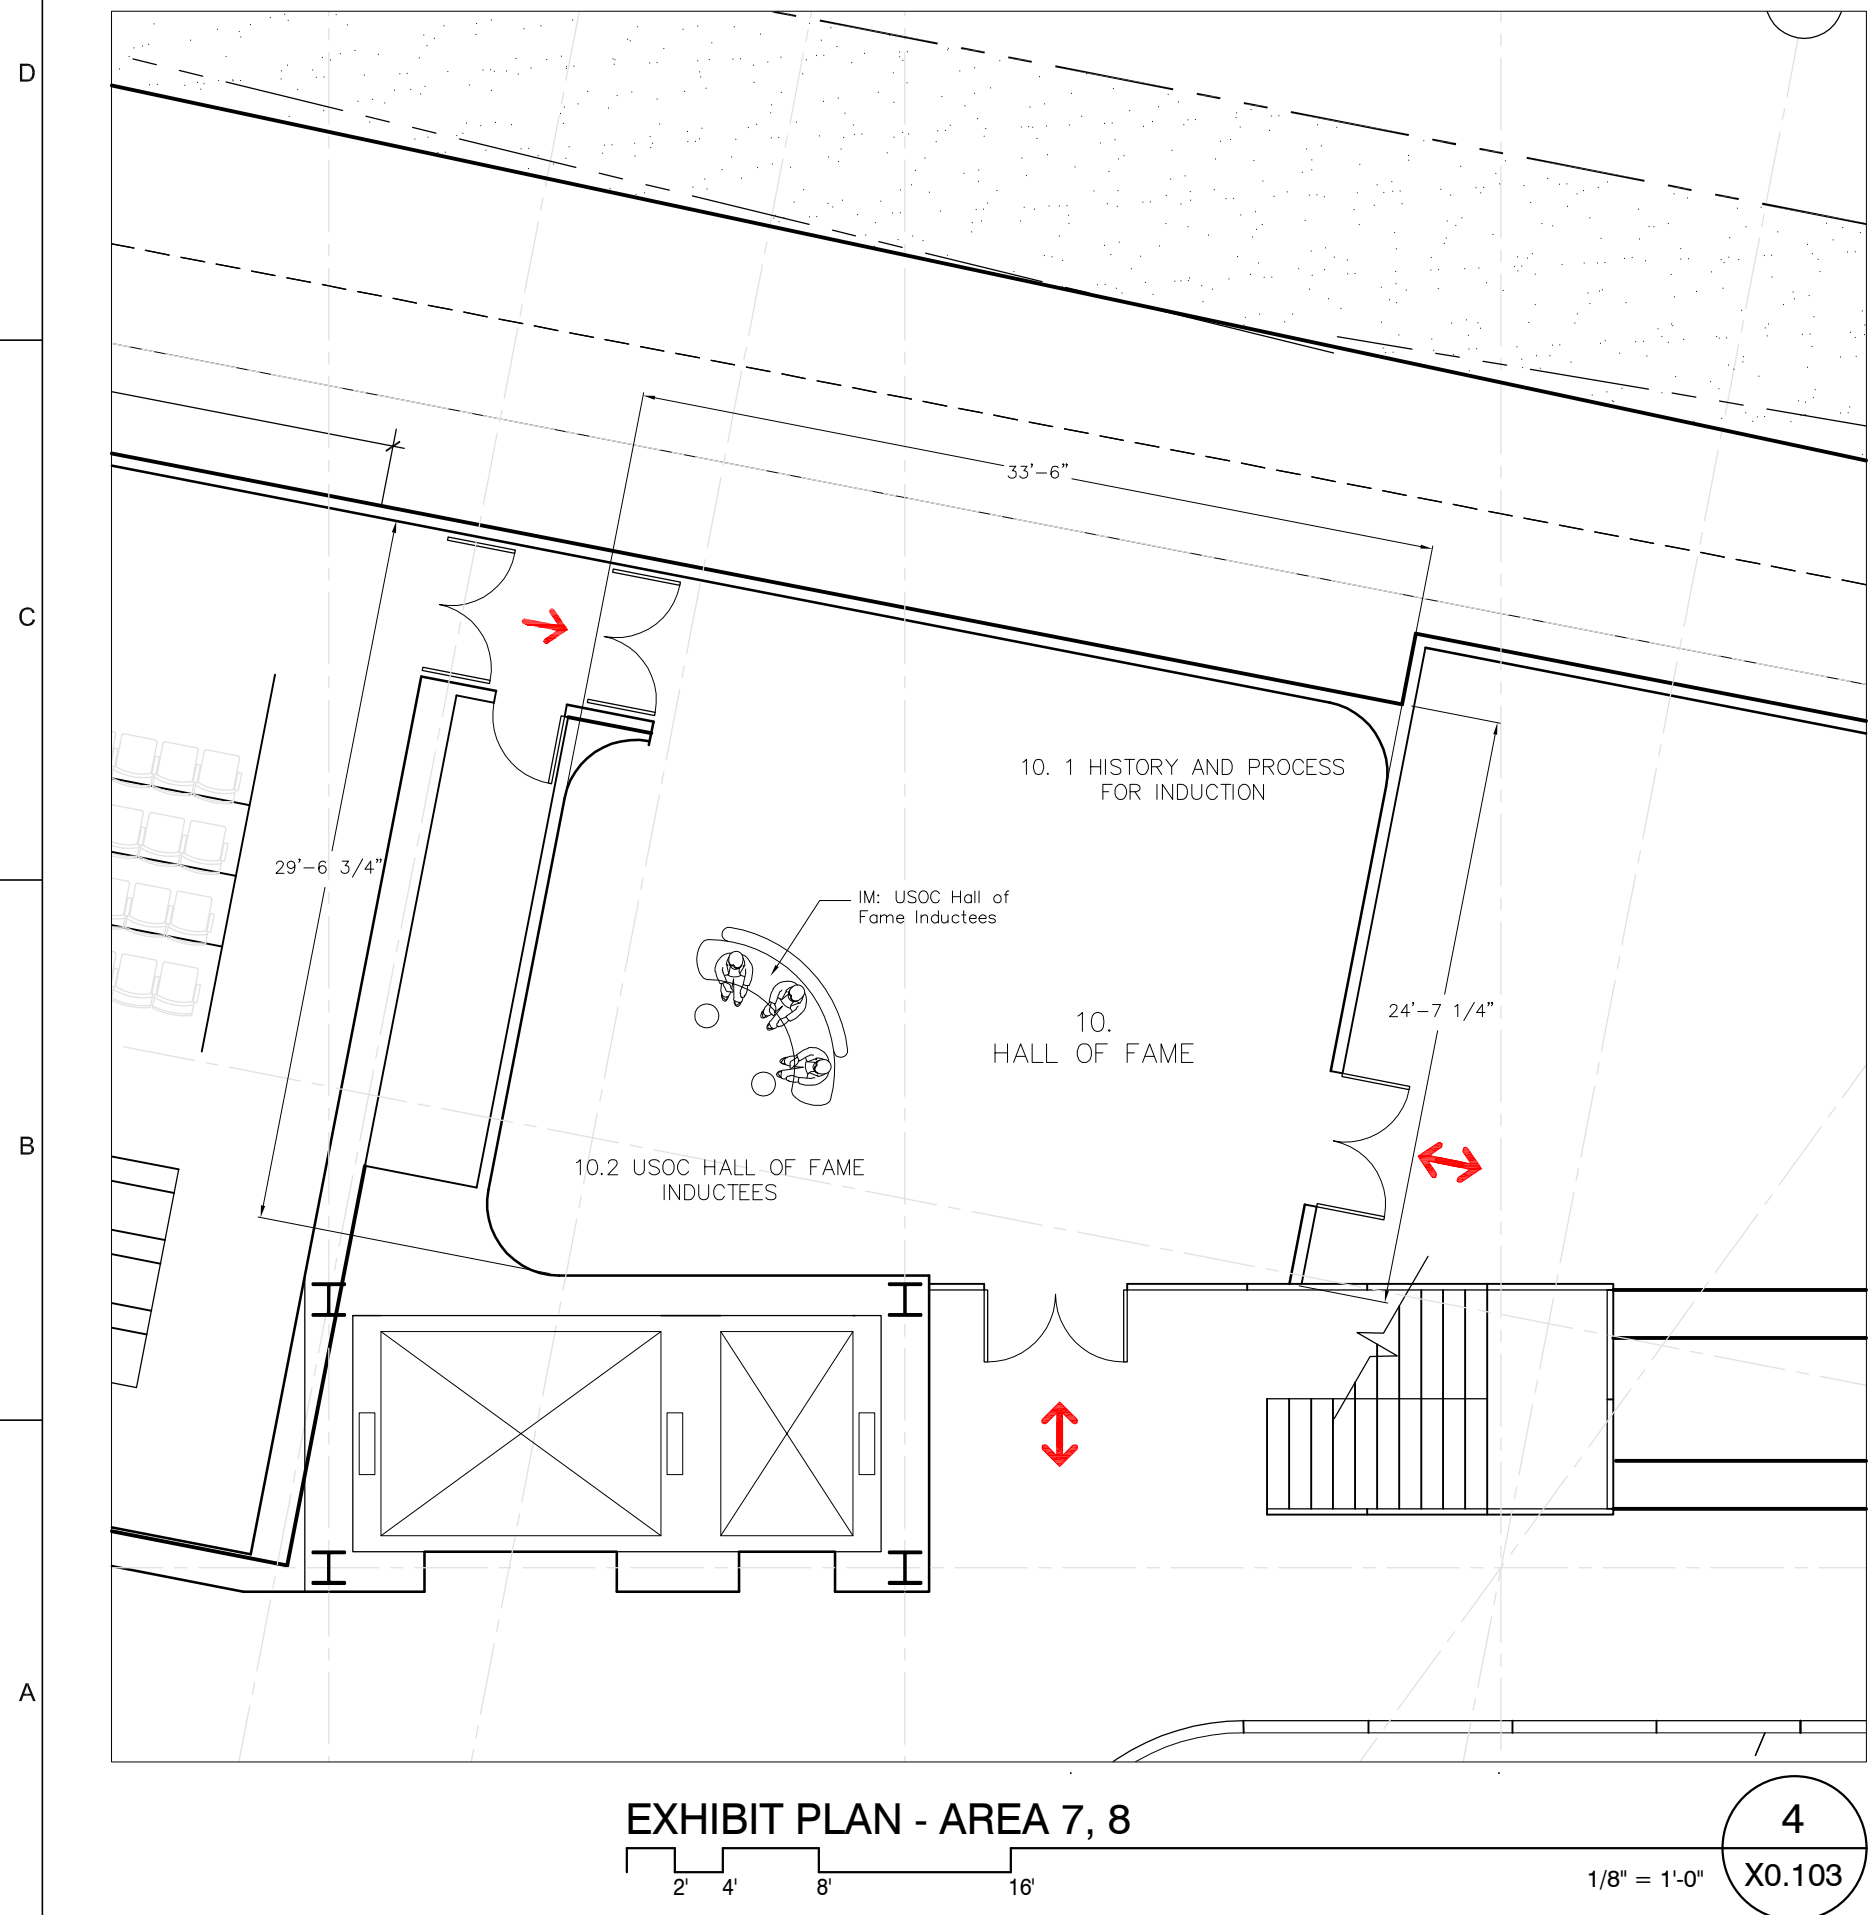 D
33'-6"
C
10. 1 HISTORY AND PROCESS
FOR INDUCTION
29'-6 3/4"
IM: USOC Hall of
Fame Inductees
24'-7 1/4"
10.
HALL OF FAME
B
10.2 USOC HALL OF FAME
INDUCTEES
A
EXHIBIT PLAN - AREA 7, 8
2' 4' 8' 16'
1/8" = 1'-0"
4
X0.103